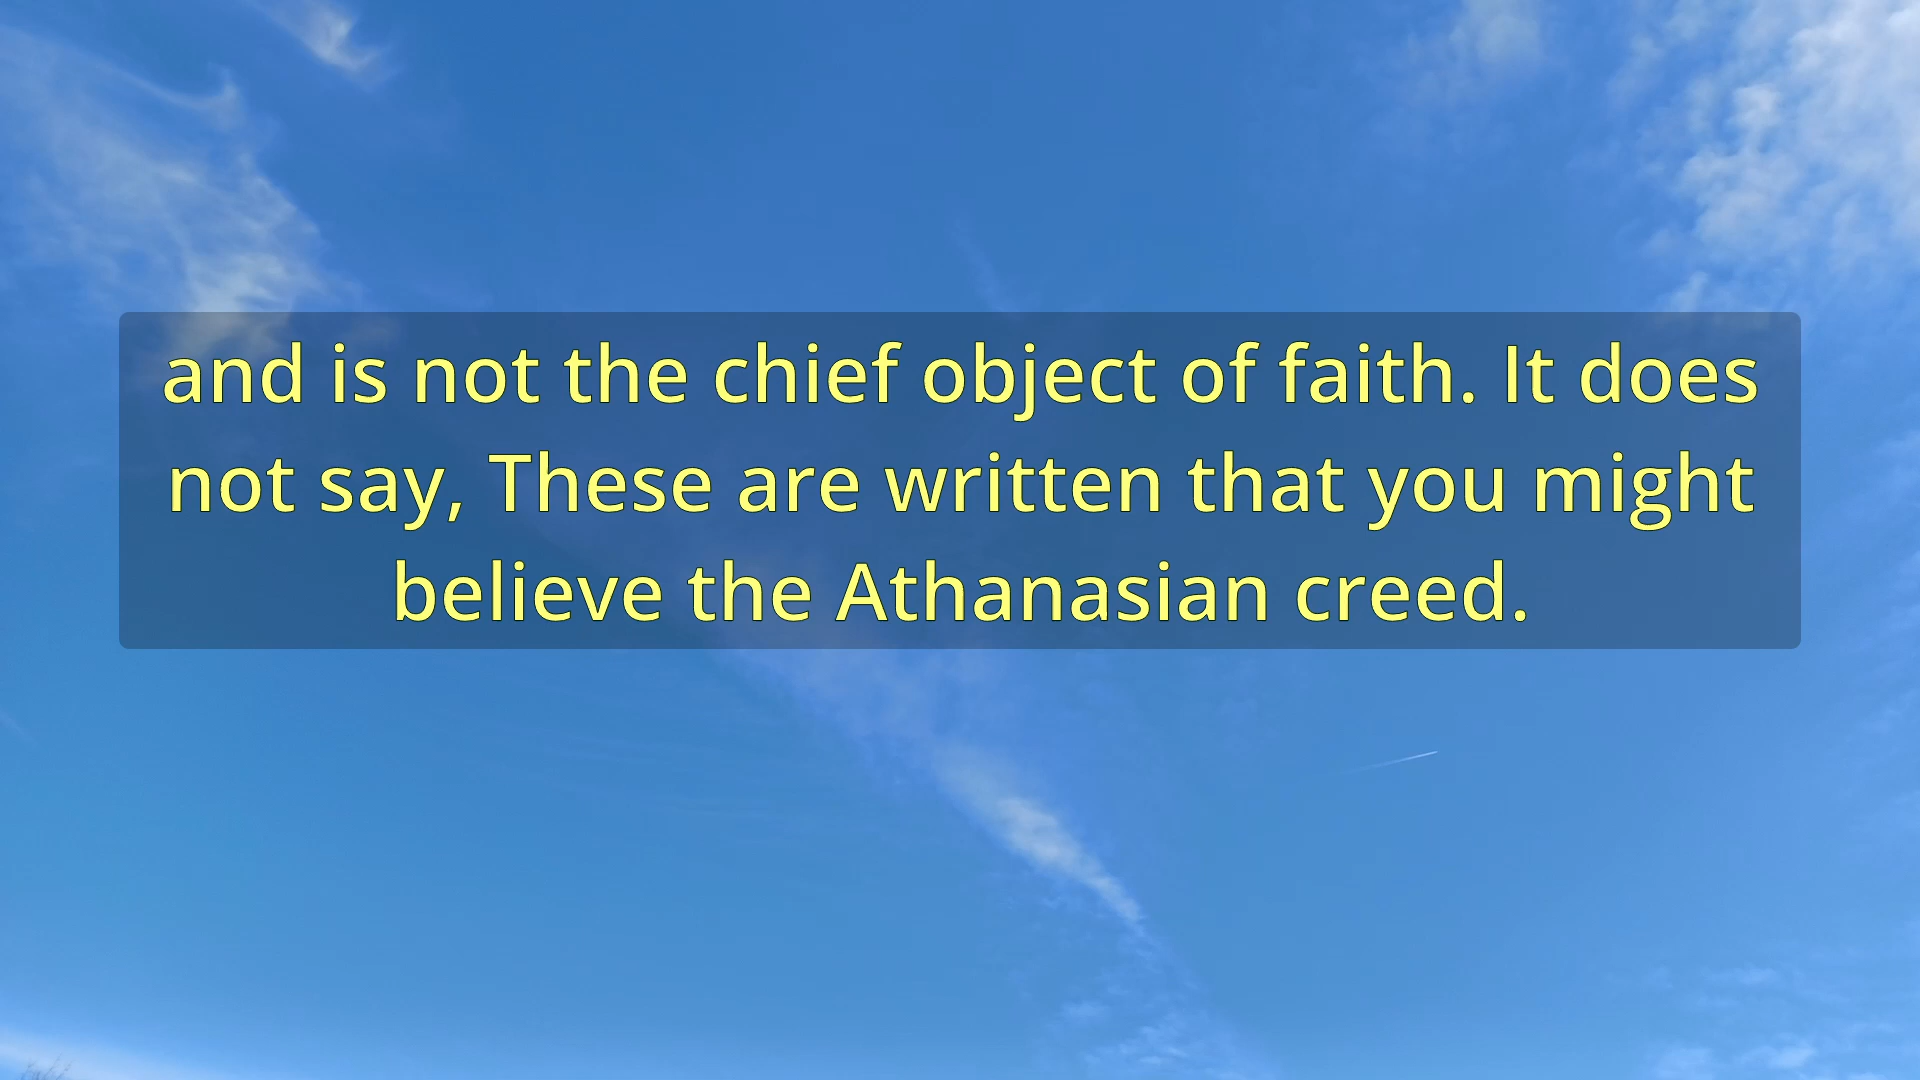 and is not the chief object of faith. It does
not say, These are written that you might
believe the Athanasian creed.